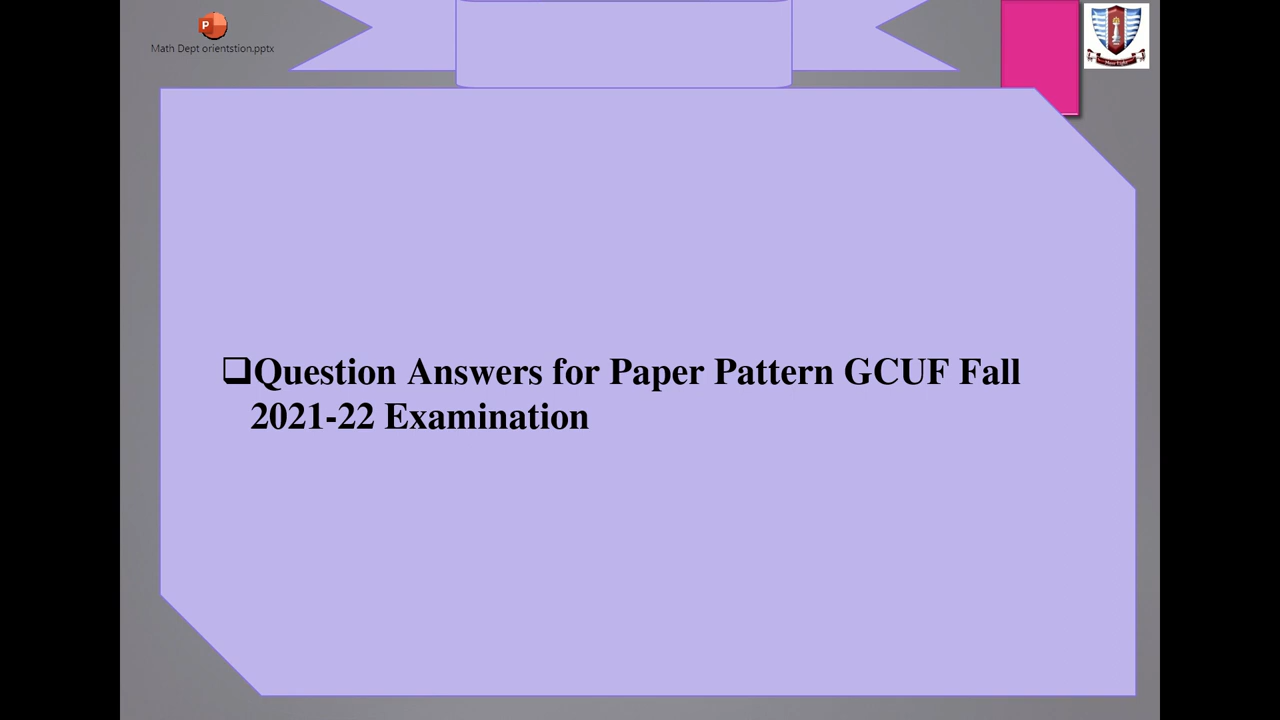 Math Dept orientstion.pptx
❑Question Answers for Paper Pattern GCUF Fall
2021-22 Examination